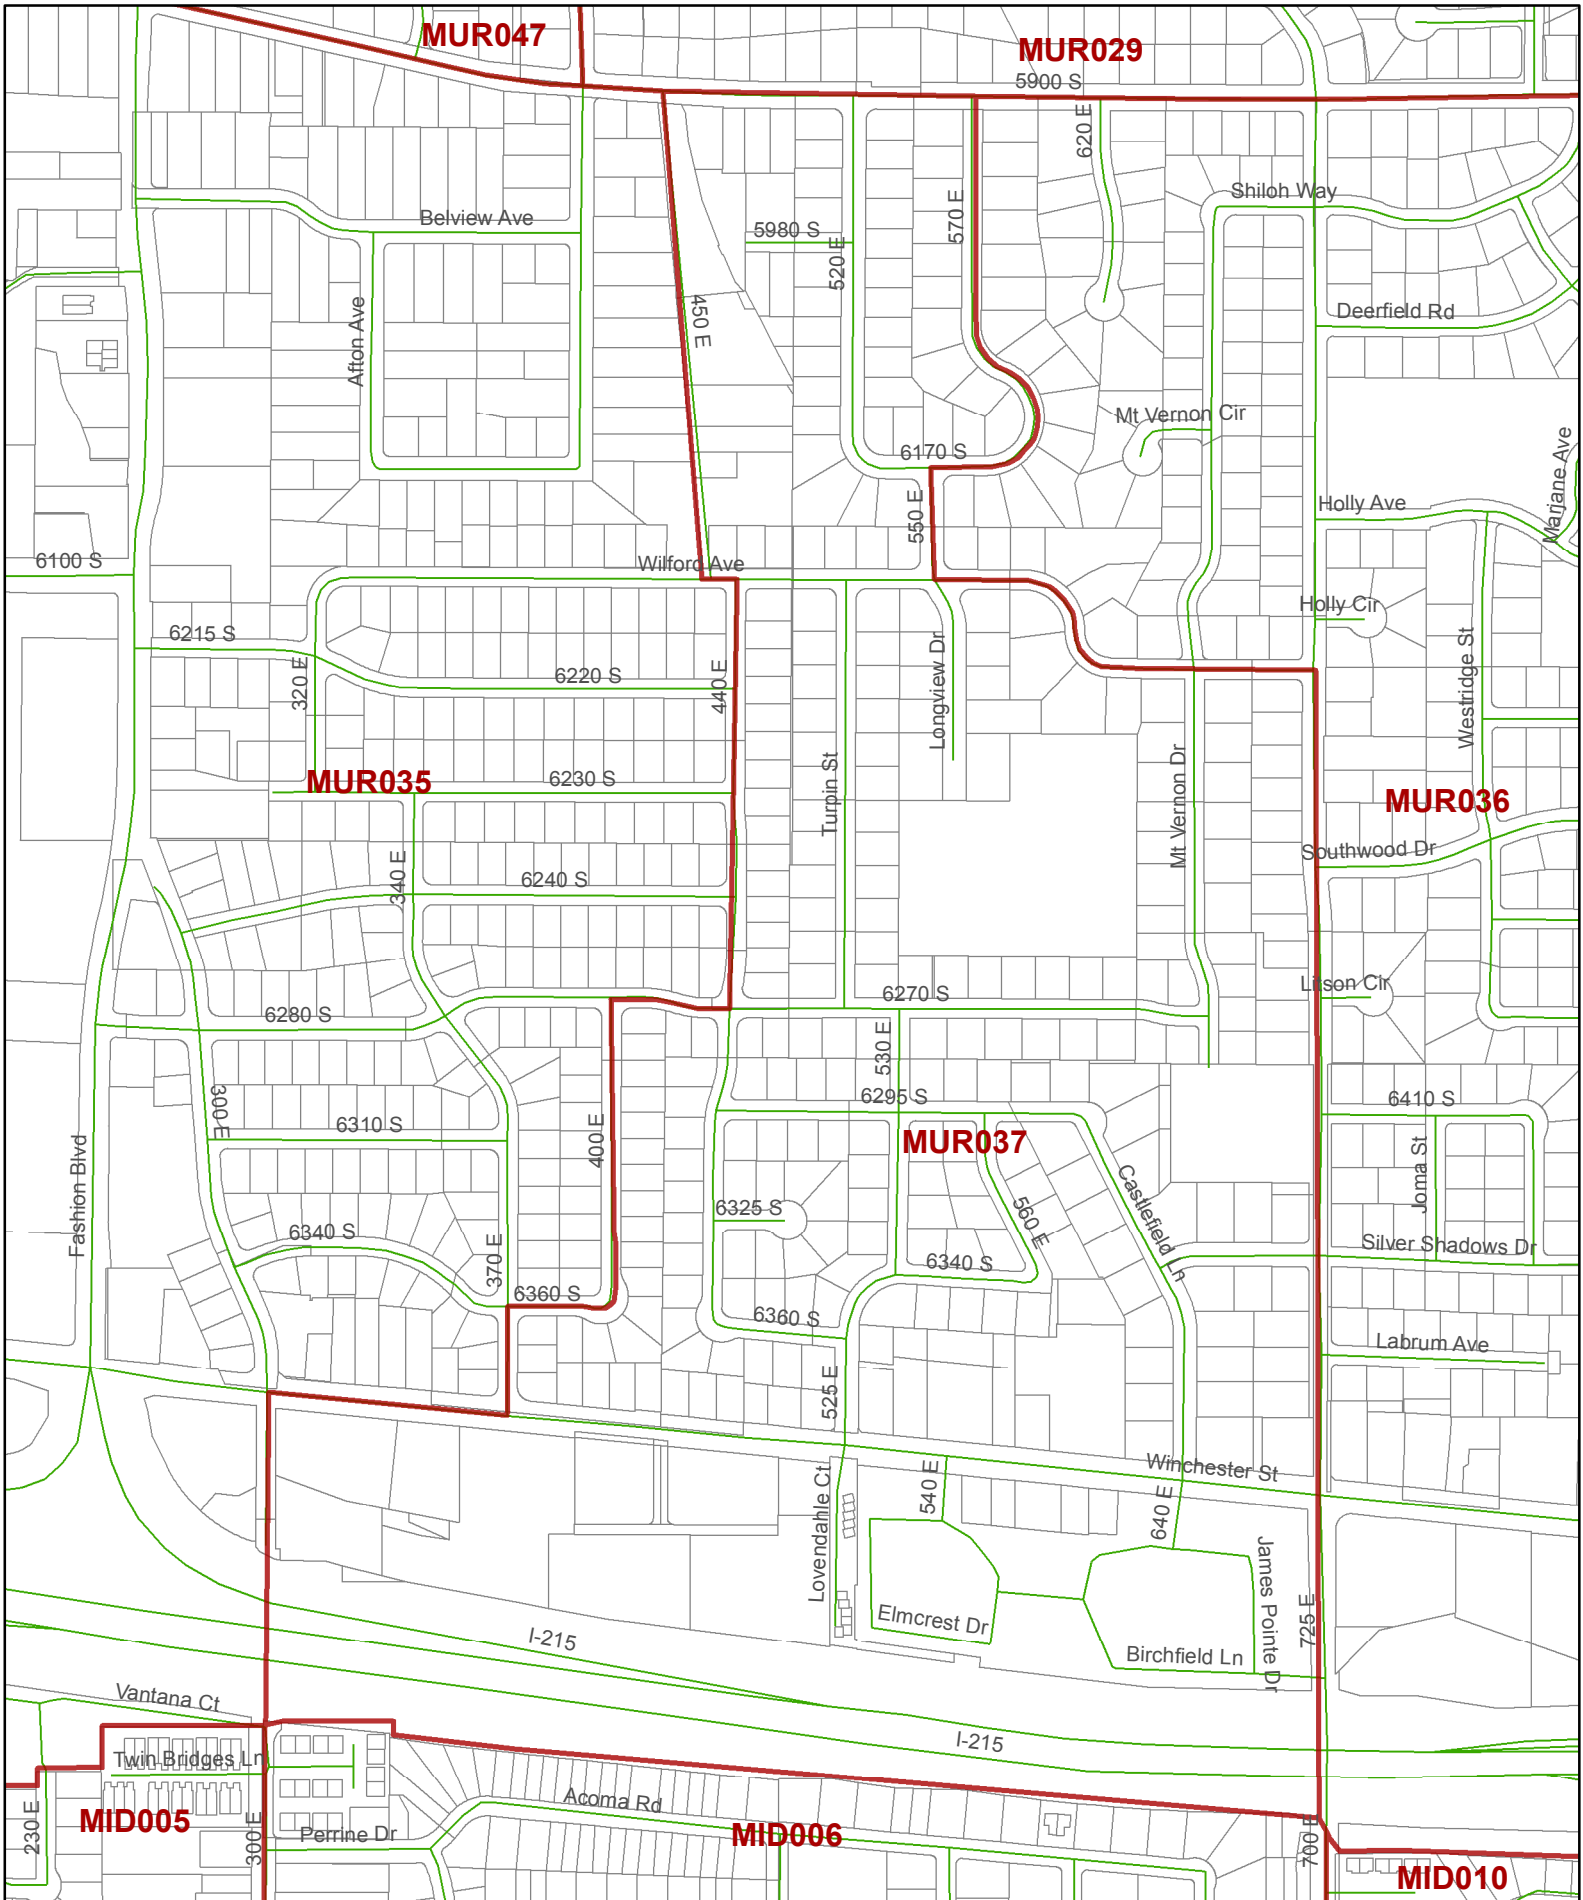 MUR047
MUR029
5900 S
620 E
Shiloh Way
570 E
Belview Ave
5980 S
520 E
450 E
Deerfield Rd
Afton Ave
Mt Vernon Cir
6170 S
Marjane Ave
Holly Ave
550 E
6100 S
Wilford Ave
Holly Cir
6215 S
320 E
6220 S
440 E
Longview Dr
Westridge St
MUR035
6230 S
Turpin St
Mt Vernon Dr
MUR036
Southwood Dr
340 E
6240 S
Litson Cir
6270 S
6280 S
530 E
300 E
6295 S
6410 S
6310 S
400 E
MUR037
Joma St
Fashion Blvd
6325 S
560 E
Castlefield Ln
6340 S
370 E
6340 S
Silver Shadows Dr
6360 S
6360 S
Labrum Ave
525 E
Winchester St
540 E
640 E
Lovendahle Ct
James Pointe Dr
Elmcrest Dr
725 E
I-215
Birchfield Ln
Vantana Ct
I-215
Twin Bridges Ln
Acoma Rd
MID005
230 E
300 E
Perrine Dr
MID006
700 E
MID010